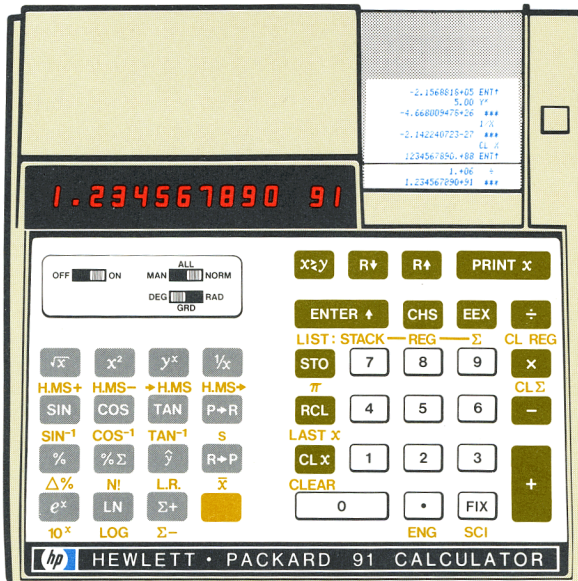 -2.1568818+05 ENT↑
5.00 Yˣ
-4.668009478+26 ***
1/X
-2.142240723-27 ***
CL X
1234567890.+88 ENT↑
1.+06 ÷
1.234567890+91 ***
1.234567890 91
OFF ON
ALL
MAN NORM
DEG RAD
GRD
x≷y R↓ R↑ PRINT x
ENTER ↑ CHS EEX ÷
LIST: STACK — REG — Σ CL REG
√x x² yˣ 1/x STO 7 8 9 ×
H.MS+ H.MS− →H.MS H.MS→ π CL Σ
SIN COS TAN P→R RCL 4 5 6 −
SIN⁻¹ COS⁻¹ TAN⁻¹ s LAST x
% %Σ ŷ R→P CL x 1 2 3 +
Δ% N! L.R. x̄ CLEAR
eˣ LN Σ+ 0 • FIX
10ˣ LOG Σ− ENG SCI
hp HEWLETT • PACKARD 91 CALCULATOR